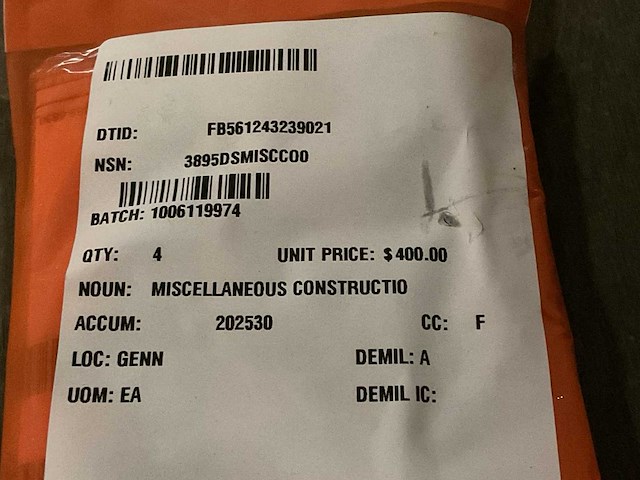 DTID: FB561243239021
NSN: 3895DSMISCC00
BATCH: 1006119974
QTY: 4 UNIT PRICE: $400.00
NOUN: MISCELLANEOUS CONSTRUCTIO
ACCUM: 202530 CC: F
LOC: GENN DEMIL: A
UOM: EA DEMIL IC: